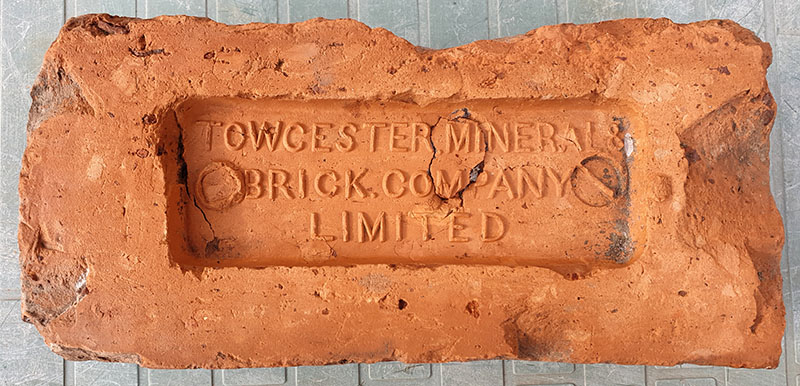 TOWCESTER MINERAL &
BRICK. COMPANY
LIMITED